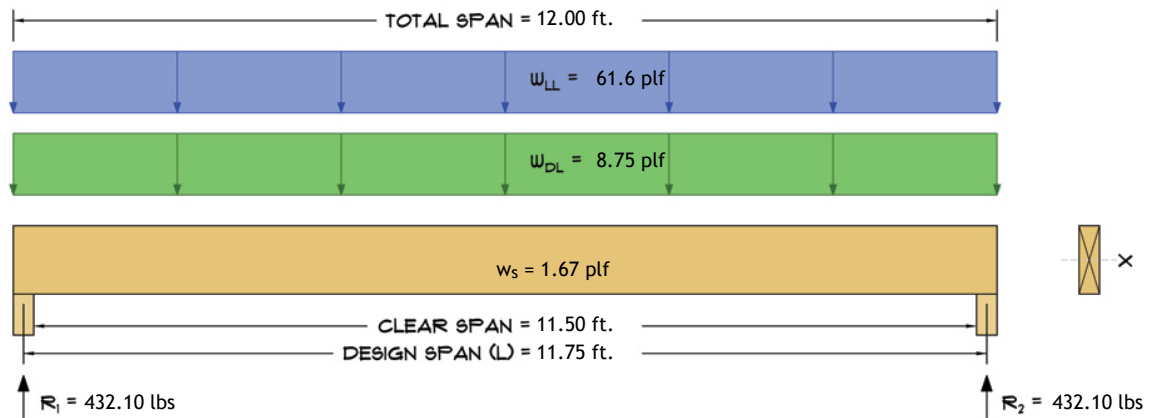 TOTAL SPAN = 12.00 ft.
WLL = 61.6 plf
WDL = 8.75 plf
ws = 1.67 plf
X
CLEAR SPAN = 11.50 ft.
DESIGN SPAN (L) = 11.75 ft.
R1 = 432.10 lbs
R2 = 432.10 lbs